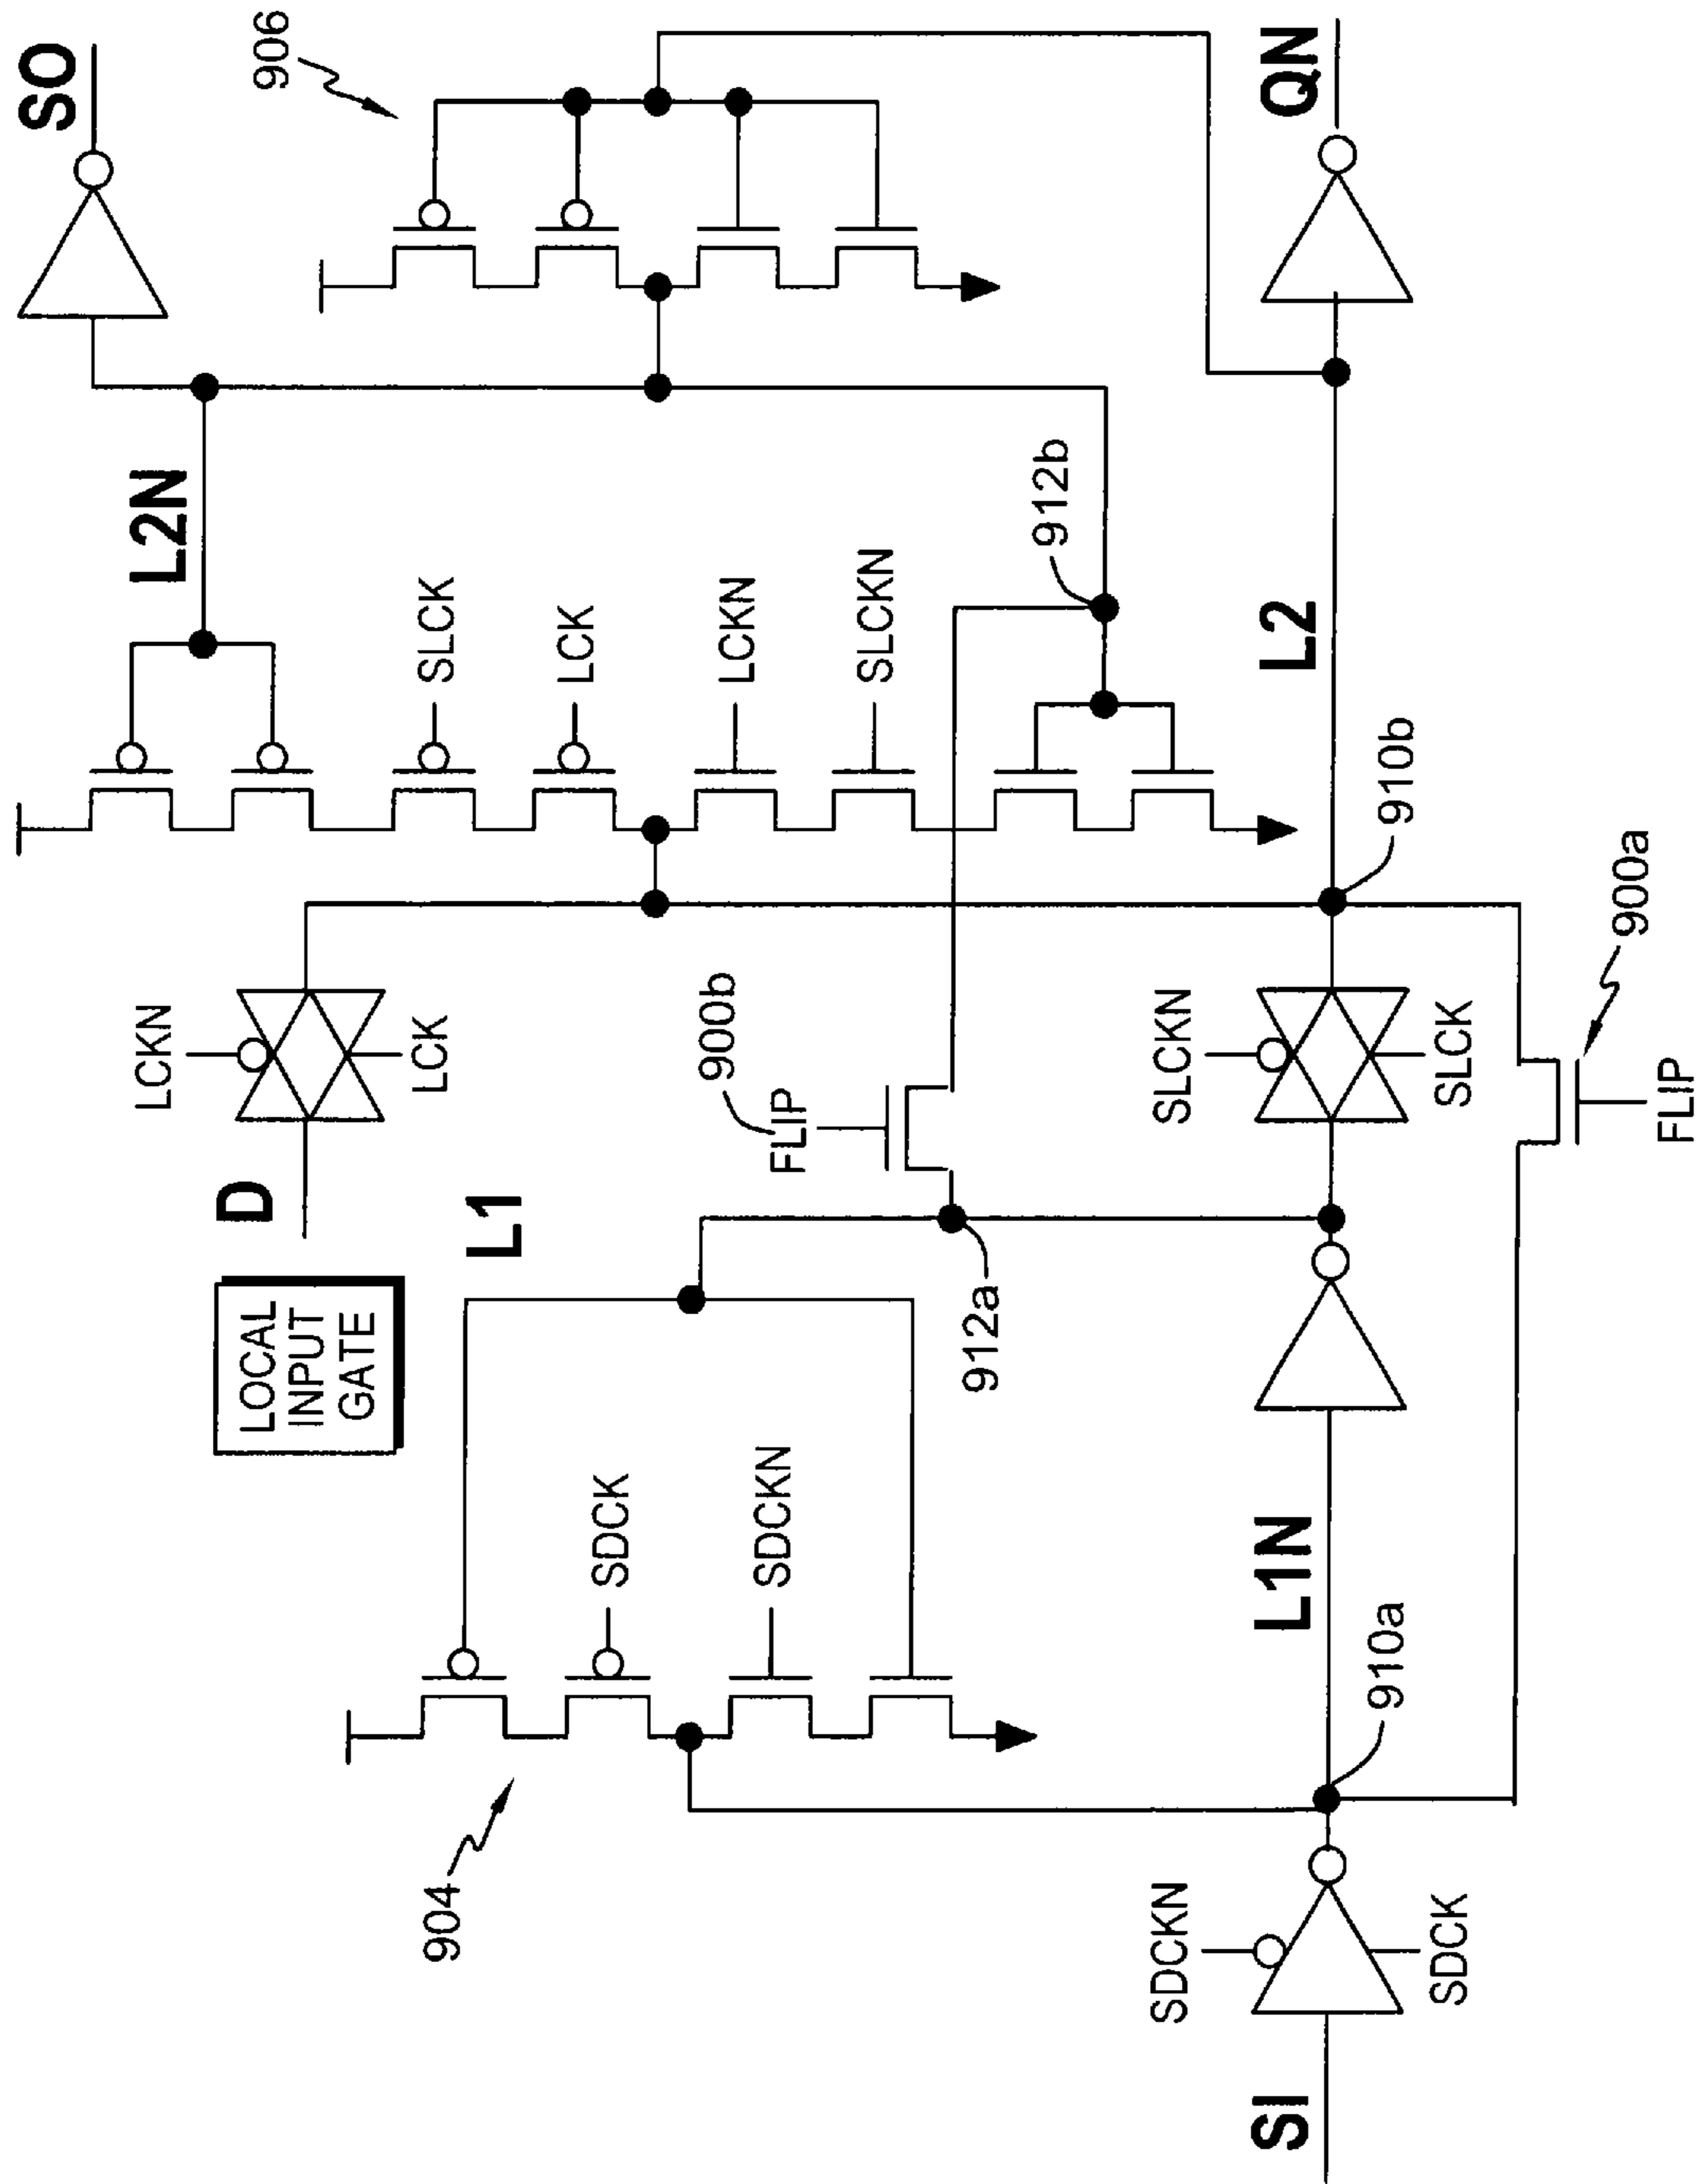 SO
906
L2N
SLCK
LCK
LCKN
SLCKN
912b
LCKN
D
LCK
LOCAL
INPUT
GATE
L1
900b
FLIP
912a
904
SDCK
SDCKN
SI
SDCKN
SDCK
910a
L1N
SLCKN
SLCK
910b
L2
QN
900a
FLIP